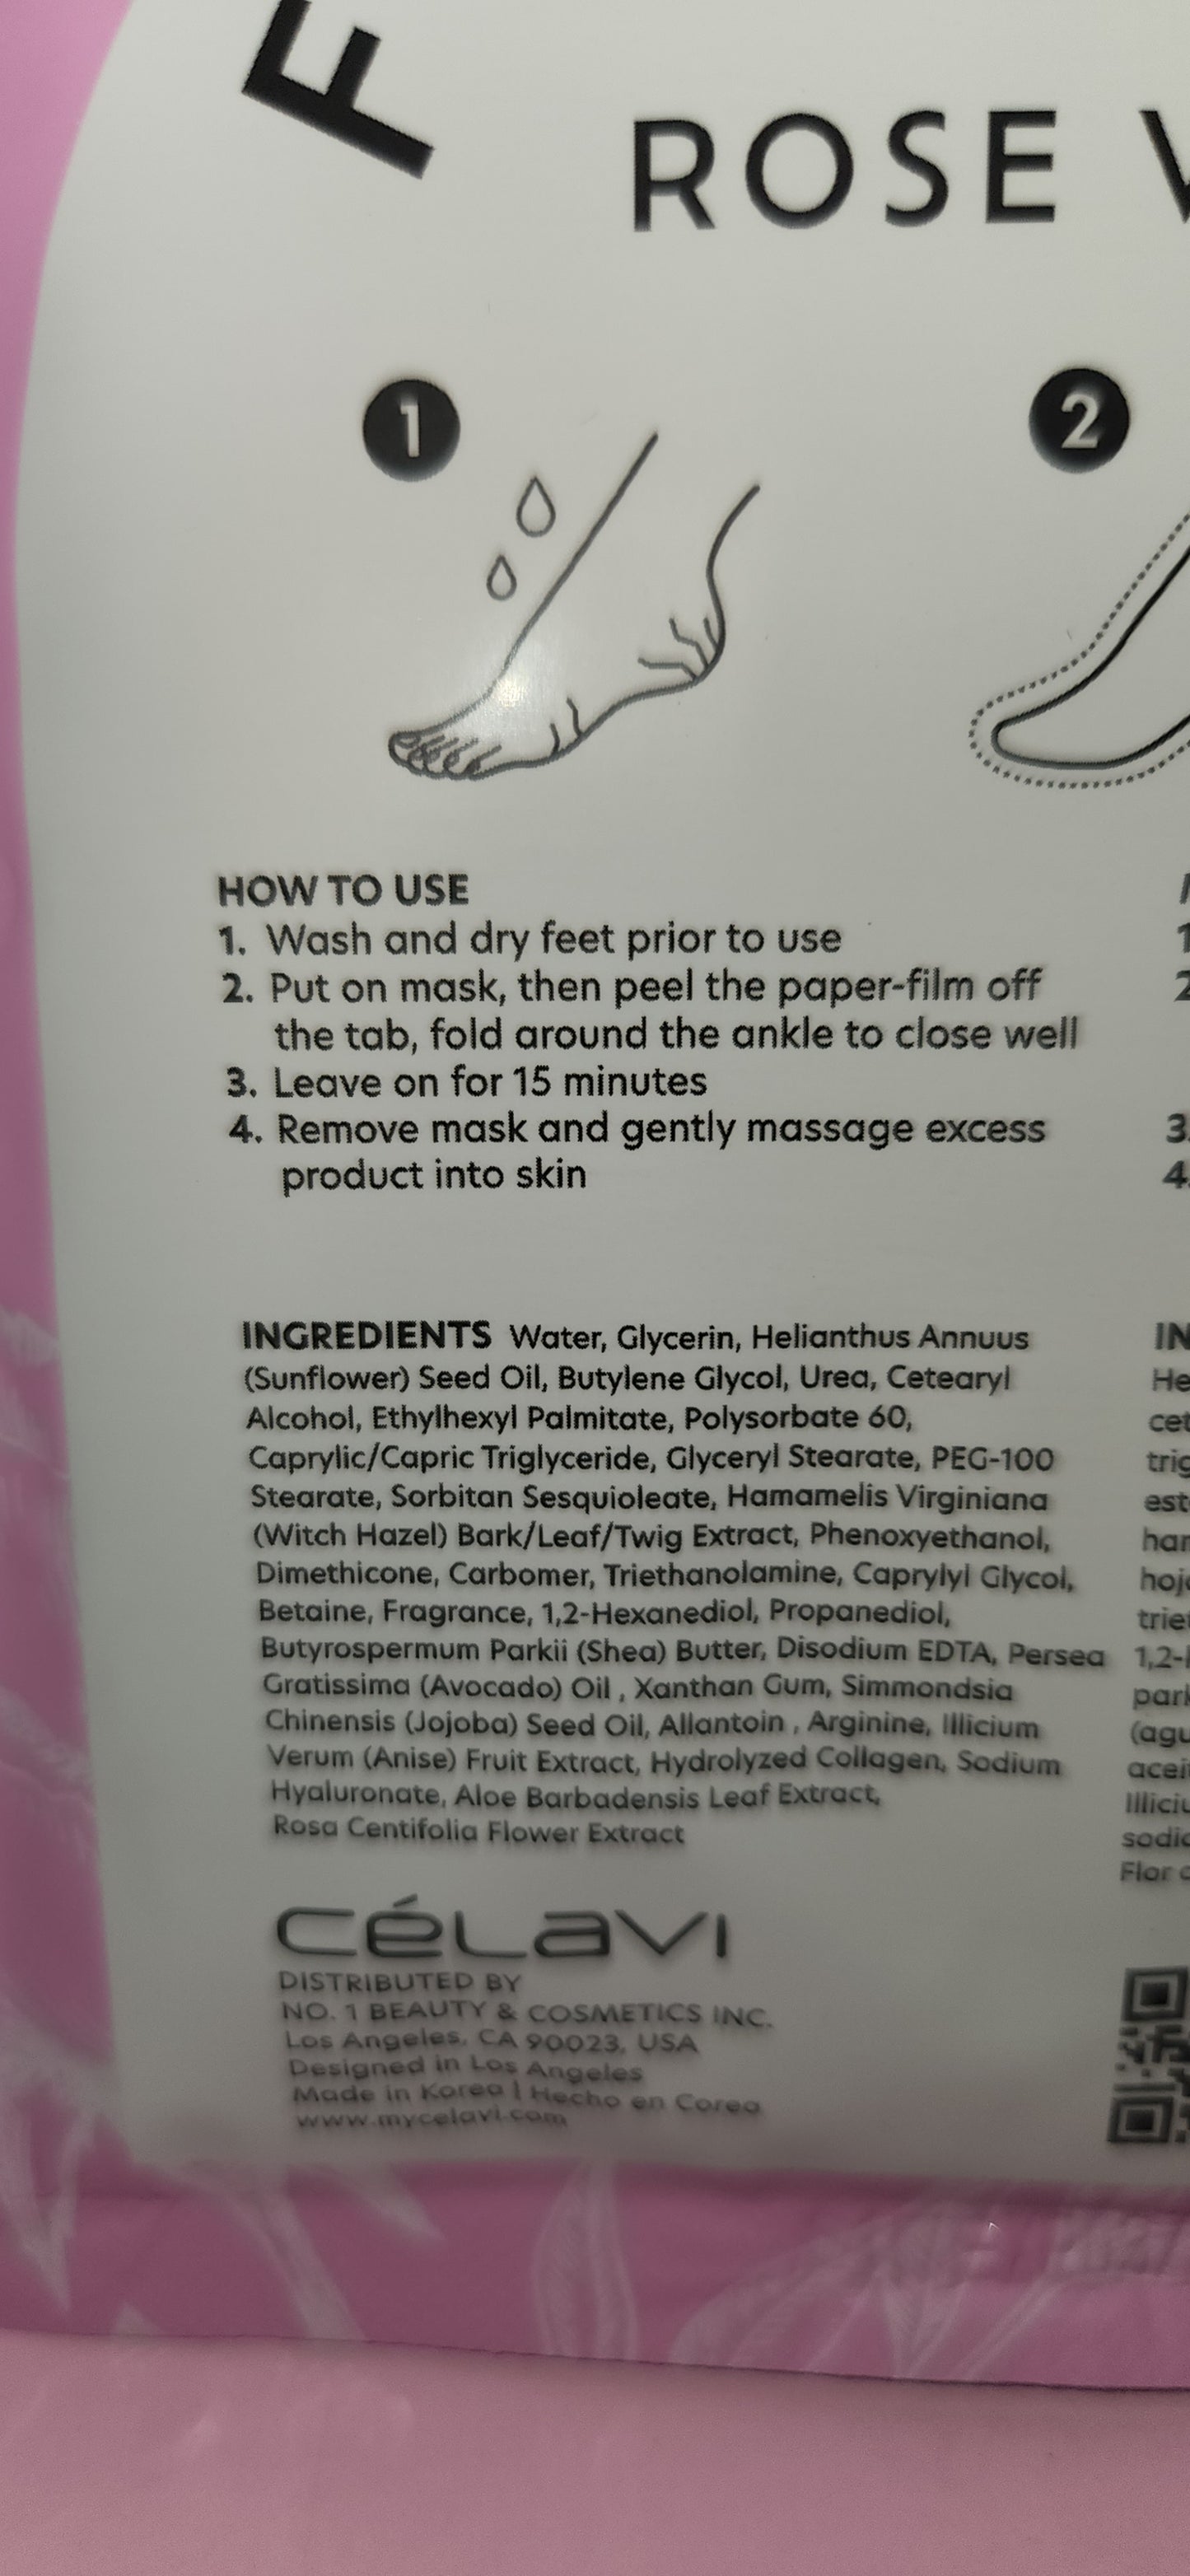 F
ROSE
1
2
HOW TO USE
1. Wash and dry feet prior to use
2. Put on mask, then peel the paper-film off
the tab, fold around the ankle to close well
3. Leave on for 15 minutes
4. Remove mask and gently massage excess
product into skin
1
2
3.
4.
INGREDIENTS Water, Glycerin, Helianthus Annuus
(Sunflower) Seed Oil, Butylene Glycol, Urea, Cetearyl
Alcohol, Ethylhexyl Palmitate, Polysorbate 60,
Caprylic/Capric Triglyceride, Glyceryl Stearate, PEG-100
Stearate, Sorbitan Sesquioleate, Hamamelis Virginiana
(Witch Hazel) Bark/Leaf/Twig Extract, Phenoxyethanol,
Dimethicone, Carbomer, Triethanolamine, Caprylyl Glycol,
Betaine, Fragrance, 1,2-Hexanediol, Propanediol,
Butyrospermum Parkii (Shea) Butter, Disodium EDTA, Persea
Gratissima (Avocado) Oil , Xanthan Gum, Simmondsia
Chinensis (Jojoba) Seed Oil, Allantoin , Arginine, Illicium
Verum (Anise) Fruit Extract, Hydrolyzed Collagen, Sodium
Hyaluronate, Aloe Barbadensis Leaf Extract,
Rosa Centifolia Flower Extract
céLavi
DISTRIBUTED BY
NO. 1 BEAUTY & COSMETICS INC.
Los Angeles, CA 90023, USA
Designed in Los Angeles
Made in Korea | Hecho en Corea
www.mycelavi.com